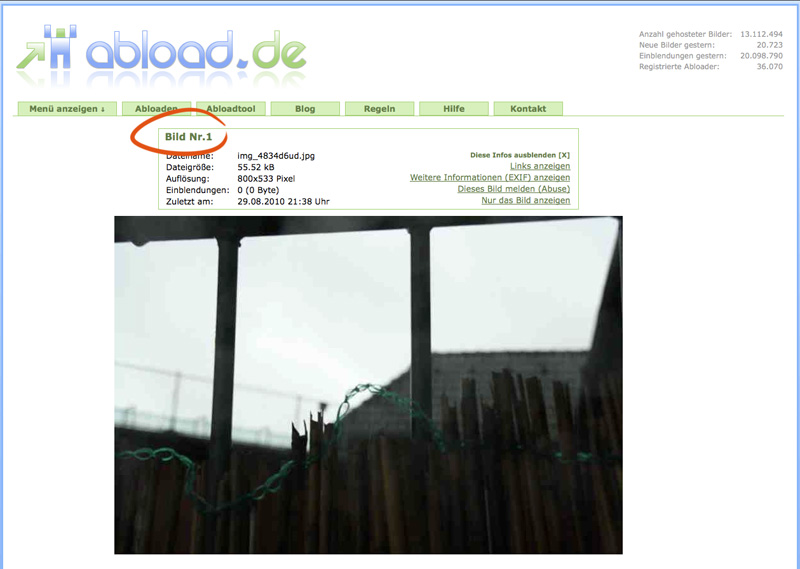 abload.de
Anzahl gehosteter Bilder: 13.112.494
Neue Bilder gestern: 20.723
Einblendungen gestern: 20.098.790
Registrierte Abloader: 36.070
Menü anzeigen ↓ Abloaden Abloadtool Blog Regeln Hilfe Kontakt
Bild Nr.1
Dateiname: img_4834d6ud.jpg Diese Infos ausblenden [X]
Dateigröße: 55.52 kB Links anzeigen
Auflösung: 800x533 Pixel Weitere Informationen (EXIF) anzeigen
Einblendungen: 0 (0 Byte) Dieses Bild melden (Abuse)
Zuletzt am: 29.08.2010 21:38 Uhr Nur das Bild anzeigen